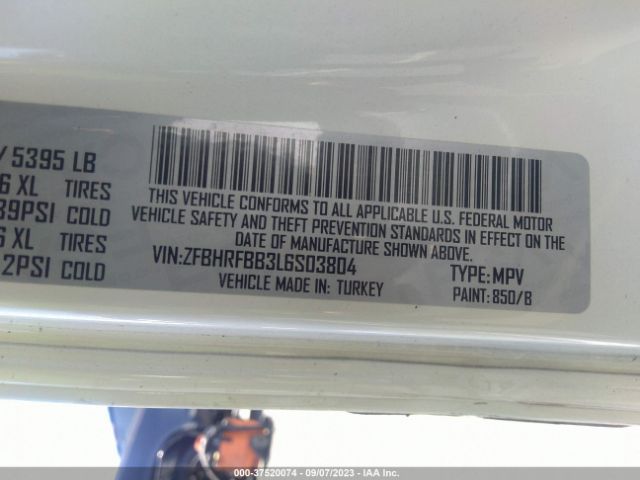 / 5395 LB
6 XL TIRES
39PSI COLD
6 XL TIRES
2PSI COLD
THIS VEHICLE CONFORMS TO ALL APPLICABLE U.S. FEDERAL MOTOR
VEHICLE SAFETY AND THEFT PREVENTION STANDARDS IN EFFECT ON THE
DATE OF MANUFACTURE SHOWN ABOVE.
VIN:ZFBHRFBB3L6S03804 TYPE: MPV
VEHICLE MADE IN: TURKEY PAINT: 850/B
000-37520074 - 09/07/2023 - IAA Inc.